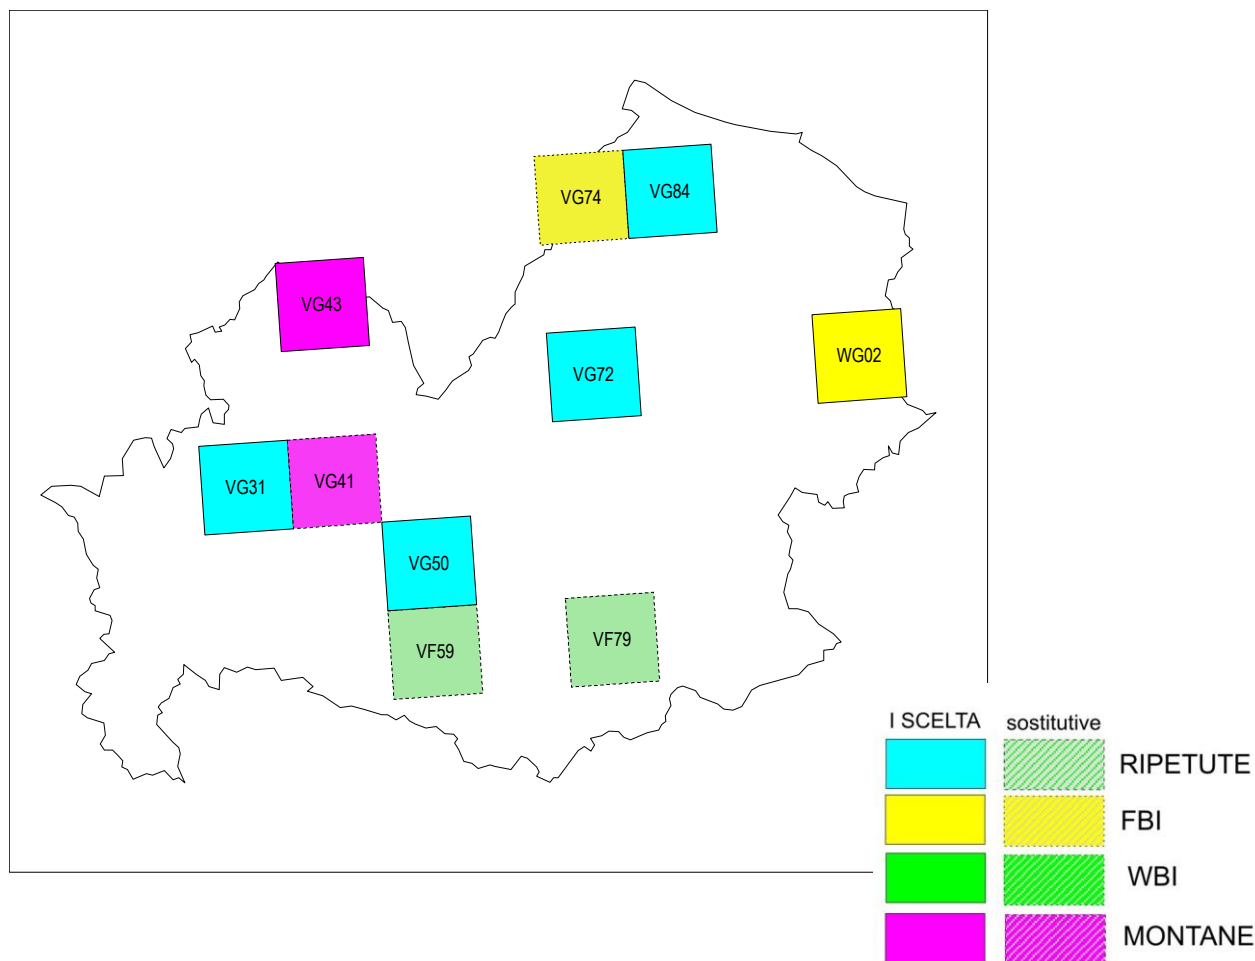 VG74
VG84
VG43
VG72
WG02
VG31
VG41
VG50
VF59
VF79
I SCELTA sostitutive
RIPETUTE
FBI
WBI
MONTANE